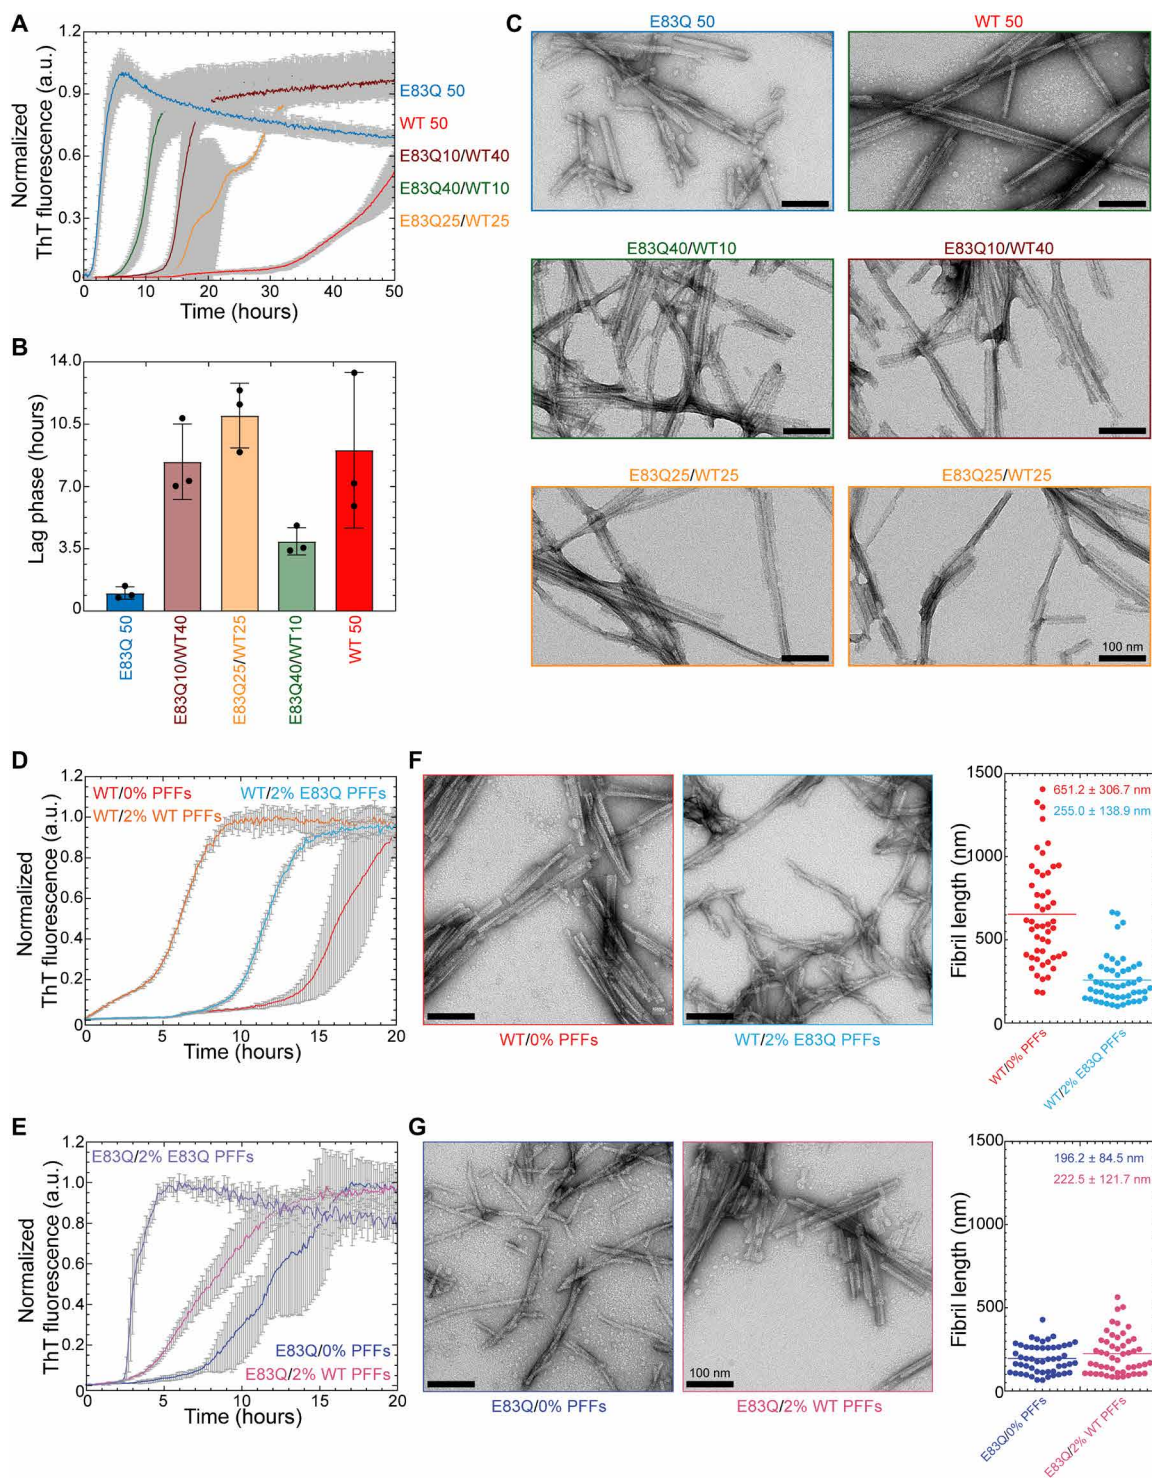 A
1.2
0.9
0.6
0.3
0
Normalized
ThT fluorescence (a.u.)
0 10 20 30 40 50
Time (hours)
E83Q 50
WT 50
E83Q10/WT40
E83Q40/WT10
E83Q25/WT25
B
14.0
10.5
7.0
3.5
0
Lag phase (hours)
E83Q 50
E83Q10/WT40
E83Q25/WT25
E83Q40/WT10
WT 50
C
E83Q 50
WT 50
E83Q40/WT10
E83Q10/WT40
E83Q25/WT25
E83Q25/WT25
100 nm
D
1.2
1.0
0.8
0.6
0.4
0.2
0
Normalized
ThT fluorescence (a.u.)
WT/0% PFFs
WT/2% E83Q PFFs
WT/2% WT PFFs
0 5 10 15 20
Time (hours)
F
WT/0% PFFs
WT/2% E83Q PFFs
1500
1000
500
0
Fibril length (nm)
651.2 ± 306.7 nm
255.0 ± 138.9 nm
WT/0% PFFs
WT/2% E83Q PFFs
E
1.2
1.0
0.8
0.6
0.4
0.2
0
Normalized
ThT fluorescence (a.u.)
E83Q/2% E83Q PFFs
E83Q/0% PFFs
E83Q/2% WT PFFs
0 5 10 15 20
Time (hours)
G
100 nm
E83Q/0% PFFs
E83Q/2% WT PFFs
1500
1000
500
0
Fibril length (nm)
196.2 ± 84.5 nm
222.5 ± 121.7 nm
E83Q/0% PFFs
E83Q/2% WT PFFs